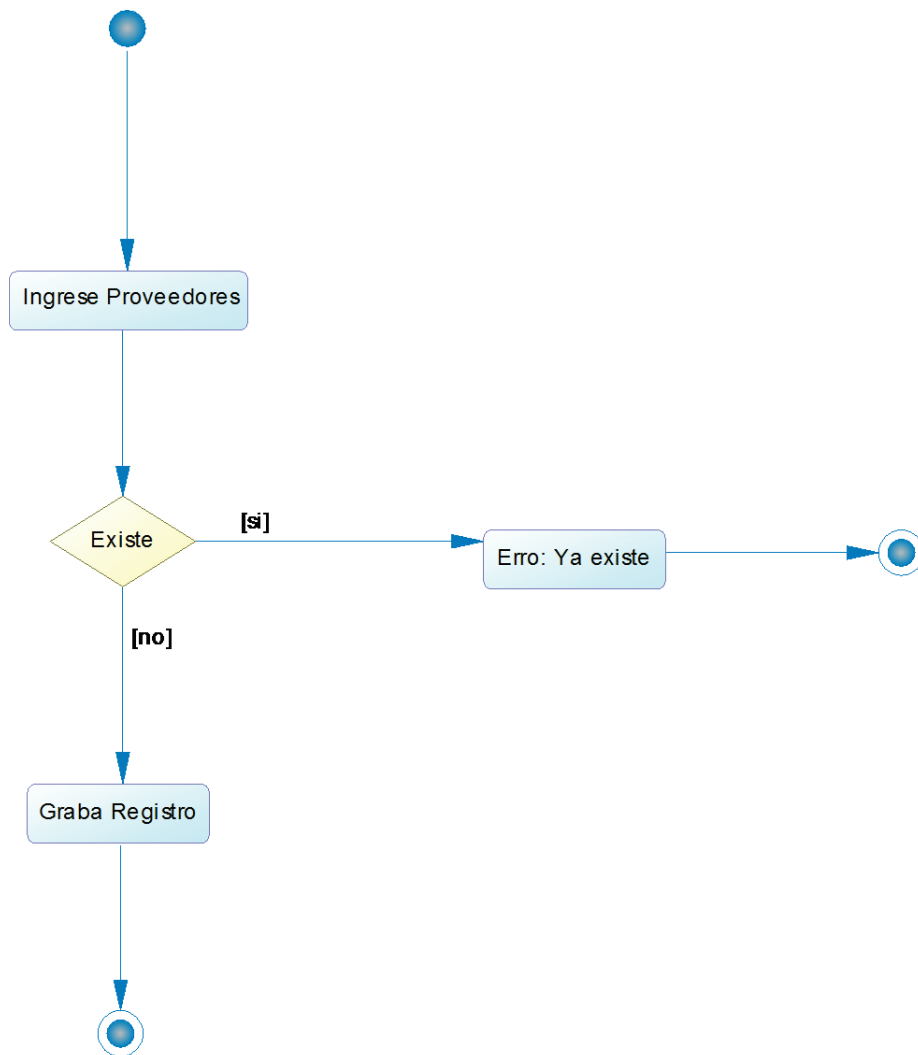 Ingrese Proveedores
Existe
[si]
Erro: Ya existe
[no]
Graba Registro